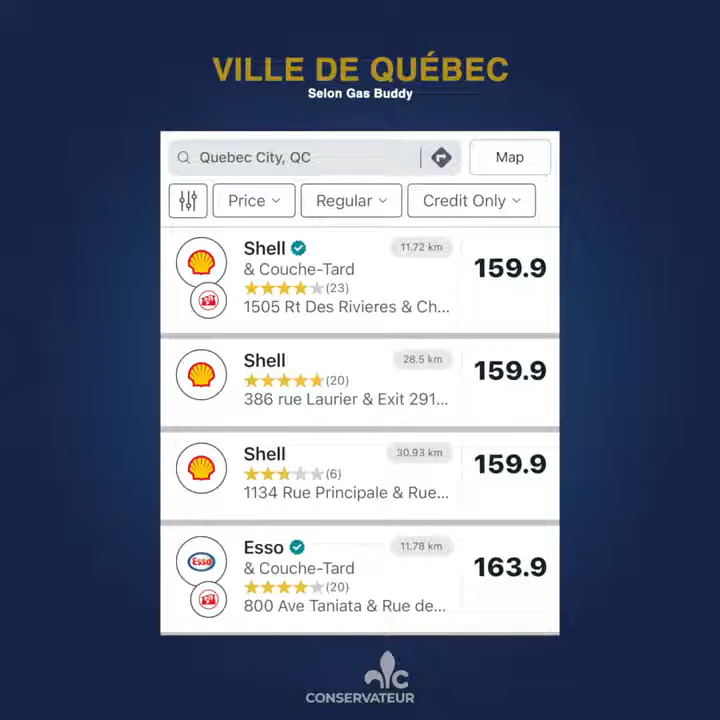 VILLE DE QUÉBEC
Selon Gas Buddy
Quebec City, QC
Map
Price
Regular
Credit Only
Shell
11.72 km
159.9
& Couche-Tard
(23)
1505 Rt Des Rivieres & Ch...
Shell
28.5 km
159.9
(20)
386 rue Laurier & Exit 291...
Shell
30.93 km
159.9
(6)
1134 Rue Principale & Rue...
Esso
11.78 km
163.9
Esso
& Couche-Tard
(20)
800 Ave Taniata & Rue de...
CONSERVATEUR